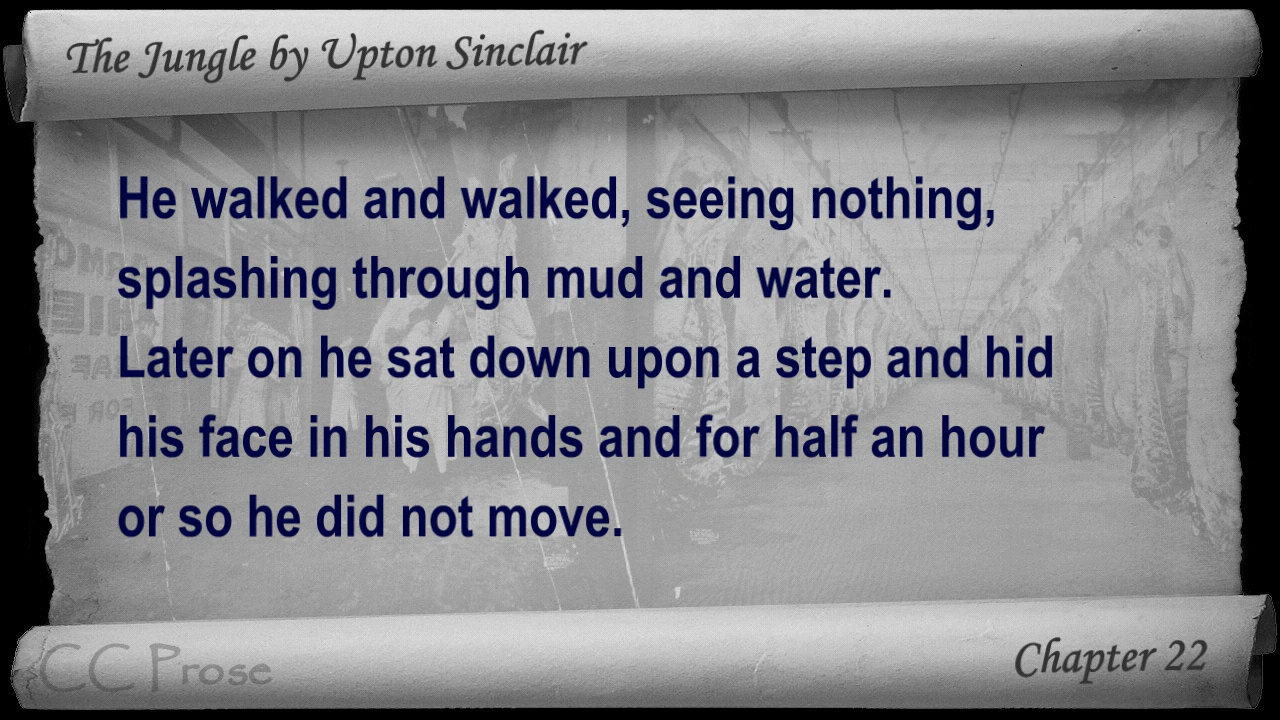 The Jungle by Upton Sinclair
He walked and walked, seeing nothing,
splashing through mud and water.
Later on he sat down upon a step and hid
his face in his hands and for half an hour
or so he did not move.
CC Prose
Chapter 22